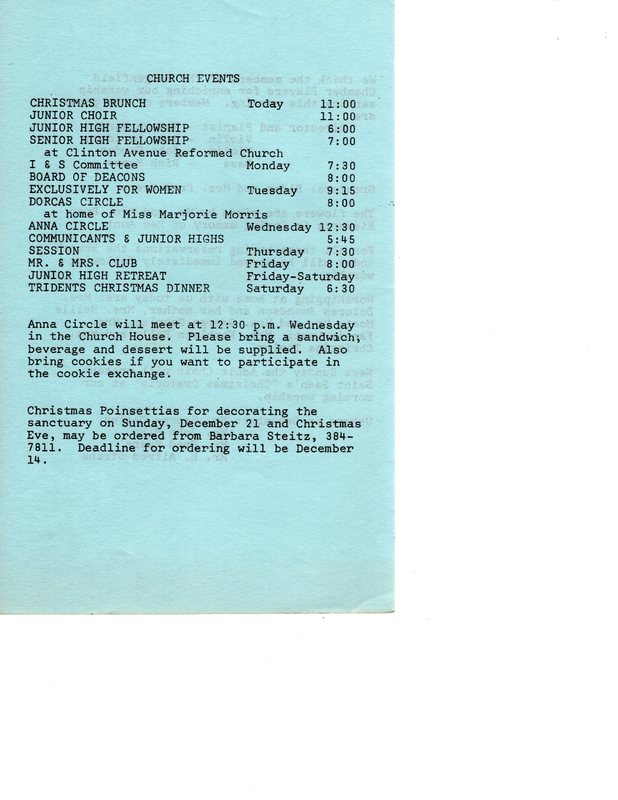 CHURCH EVENTS
CHRISTMAS BRUNCH Today 11:00
JUNIOR CHOIR 11:00
JUNIOR HIGH FELLOWSHIP 6:00
SENIOR HIGH FELLOWSHIP 7:00
at Clinton Avenue Reformed Church
I & S Committee Monday 7:30
BOARD OF DEACONS 8:00
EXCLUSIVELY FOR WOMEN Tuesday 9:15
DORCAS CIRCLE 8:00
at home of Miss Marjorie Morris
ANNA CIRCLE Wednesday 12:30
COMMUNICANTS & JUNIOR HIGHS 5:45
SESSION Thursday 7:30
MR. & MRS. CLUB Friday 8:00
JUNIOR HIGH RETREAT Friday-Saturday
TRIDENTS CHRISTMAS DINNER Saturday 6:30
Anna Circle will meet at 12:30 p.m. Wednesday
in the Church House. Please bring a sandwich;
beverage and dessert will be supplied. Also
bring cookies if you want to participate in
the cookie exchange.
Christmas Poinsettias for decorating the
sanctuary on Sunday, December 21 and Christmas
Eve, may be ordered from Barbara Steitz, 384-
7811. Deadline for ordering will be December
14.